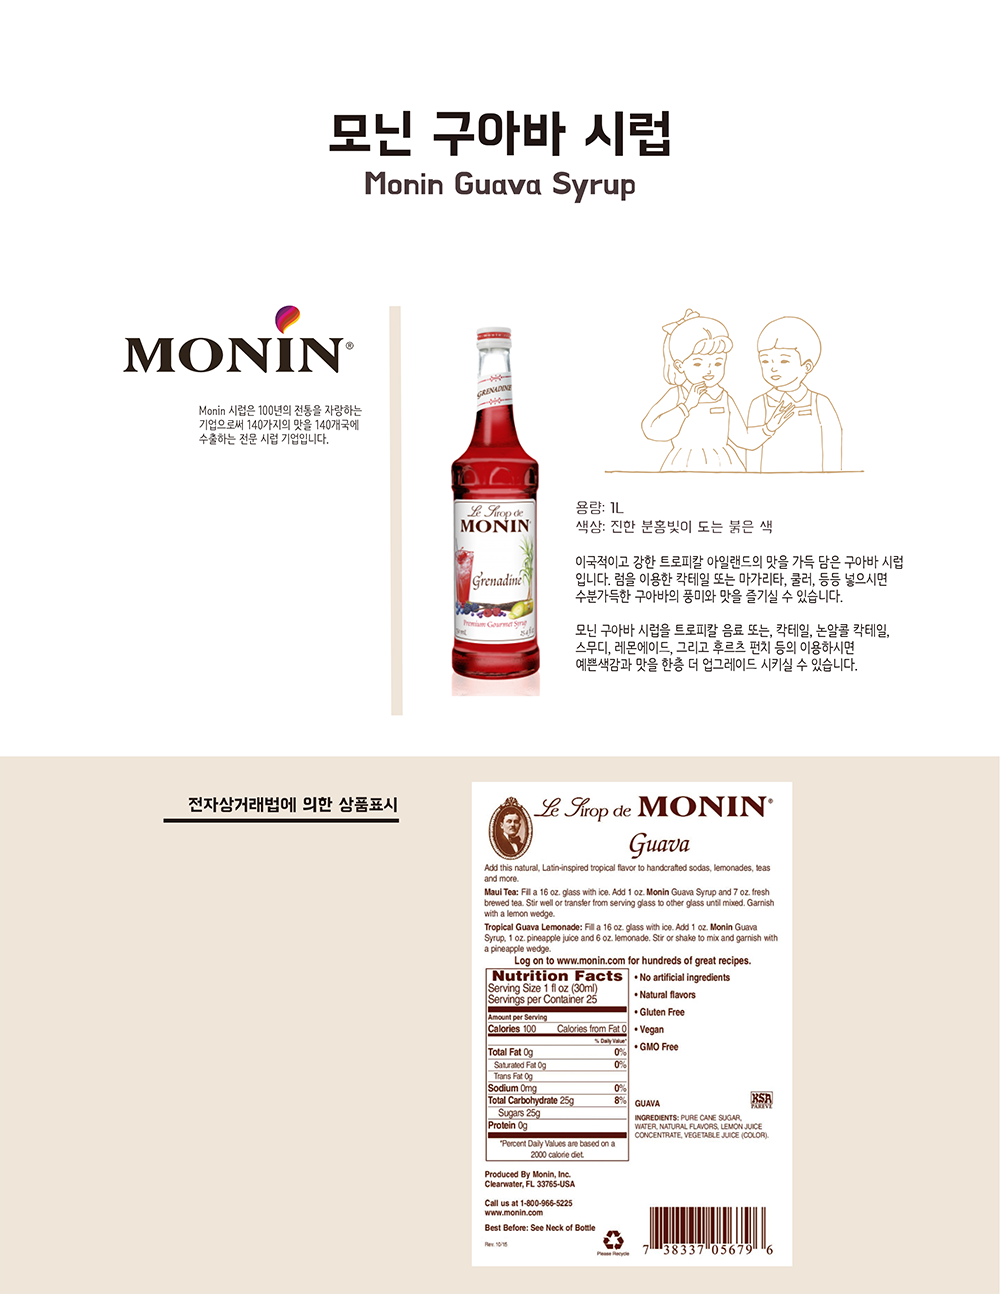 모닌 구아바 시럽
Monin Guava Syrup
MONIN®
Monin 시럽은 100년의 전통을 자랑하는
기업으로써 140가지의 맛을 140개국에
수출하는 전문 시럽 기업입니다.
GRENADINE
Le Sirop de
MONIN
Grenadine
Premium Gourmet Syrup
25.4 fl
용량: 1L
색상: 진한 분홍빛이 도는 붉은 색
이국적이고 강한 트로피칼 아일랜드의 맛을 가득 담은 구아바 시럽
입니다. 럼을 이용한 칵테일 또는 마가리타, 쿨러, 등등 넣으시면
수분가득한 구아바의 풍미와 맛을 즐기실 수 있습니다.
모닌 구아바 시럽을 트로피칼 음료 또는, 칵테일, 논알콜 칵테일,
스무디, 레몬에이드, 그리고 후르츠 펀치 등의 이용하시면
예쁜색감과 맛을 한층 더 업그레이드 시키실 수 있습니다.
전자상거래법에 의한 상품표시
Le Sirop de MONIN®
Guava
Add this natural, Latin-inspired tropical flavor to handcrafted sodas, lemonades, teas
and more.
Maui Tea: Fill a 16 oz. glass with ice. Add 1 oz. Monin Guava Syrup and 7 oz. fresh
brewed tea. Stir well or transfer from serving glass to other glass until mixed. Garnish
with a lemon wedge.
Tropical Guava Lemonade: Fill a 16 oz. glass with ice. Add 1 oz. Monin Guava
Syrup, 1 oz. pineapple juice and 6 oz. lemonade. Stir or shake to mix and garnish with
a pineapple wedge.
Log on to www.monin.com for hundreds of great recipes.
Nutrition Facts
Serving Size 1 fl oz (30ml)
Servings per Container 25
Amount per Serving
Calories 100 Calories from Fat 0
% Daily Value*
Total Fat 0g 0%
Saturated Fat 0g 0%
Trans Fat 0g
Sodium 0mg 0%
Total Carbohydrate 25g 8%
Sugars 25g
Protein 0g
*Percent Daily Values are based on a
2000 calorie diet.
• No artificial ingredients
• Natural flavors
• Gluten Free
• Vegan
• GMO Free
KSA
PAREVE
GUAVA
INGREDIENTS: PURE CANE SUGAR,
WATER, NATURAL FLAVORS, LEMON JUICE
CONCENTRATE, VEGETABLE JUICE (COLOR).
Produced By Monin, Inc.
Clearwater, FL 33765-USA
Call us at 1-800-966-5225
www.monin.com
Best Before: See Neck of Bottle
Rev. 10/16
Please Recycle
7 38337 05679 6